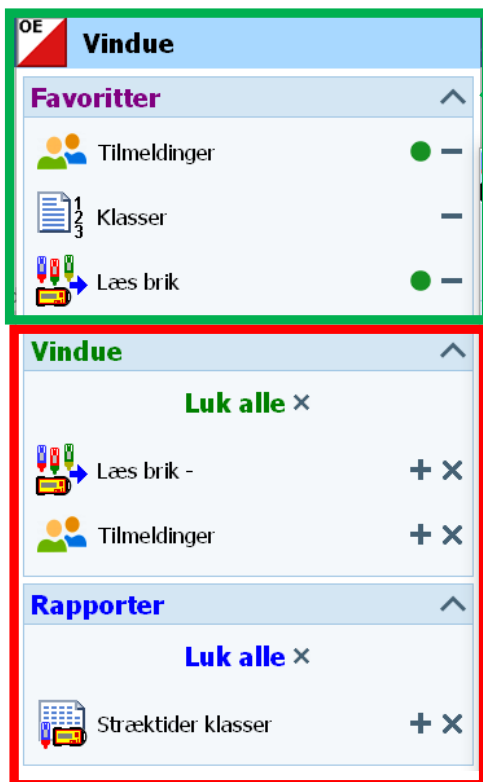 OE
Vindue
Favoritter
Tilmeldinger
1
2
3
Klasser
Læs brik
Vindue
Luk alle ×
Læs brik -
Tilmeldinger
Rapporter
Luk alle ×
Stræktider klasser